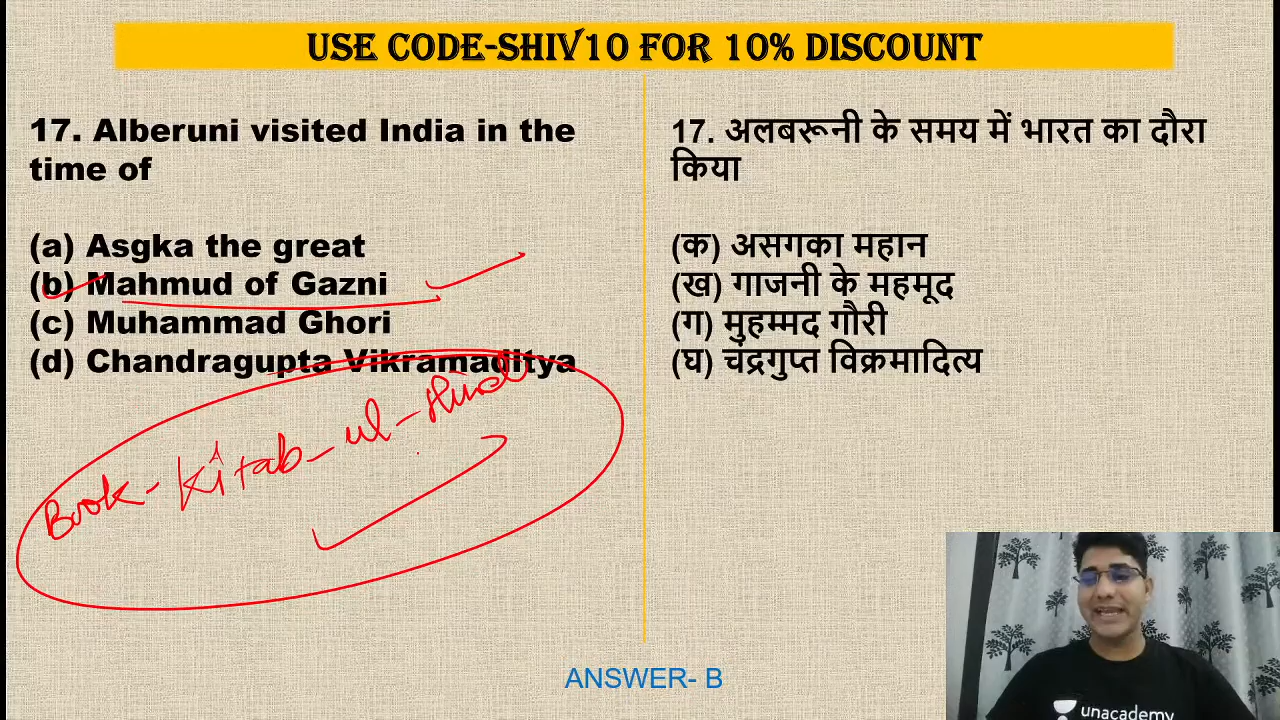 USE CODE-SHIV10 FOR 10% DISCOUNT
17. Alberuni visited India in the
time of
(a) Asgka the great
(b) Mahmud of Gazni
(c) Muhammad Ghori
(d) Chandragupta Vikramaditya
Book - Kitab-ul-Hind
17. अलबरूनी के समय में भारत का दौरा
किया
(क) असगका महान
(ख) गाजनी के महमूद
(ग) मुहम्मद गौरी
(घ) चंद्रगुप्त विक्रमादित्य
ANSWER- B
unacademy